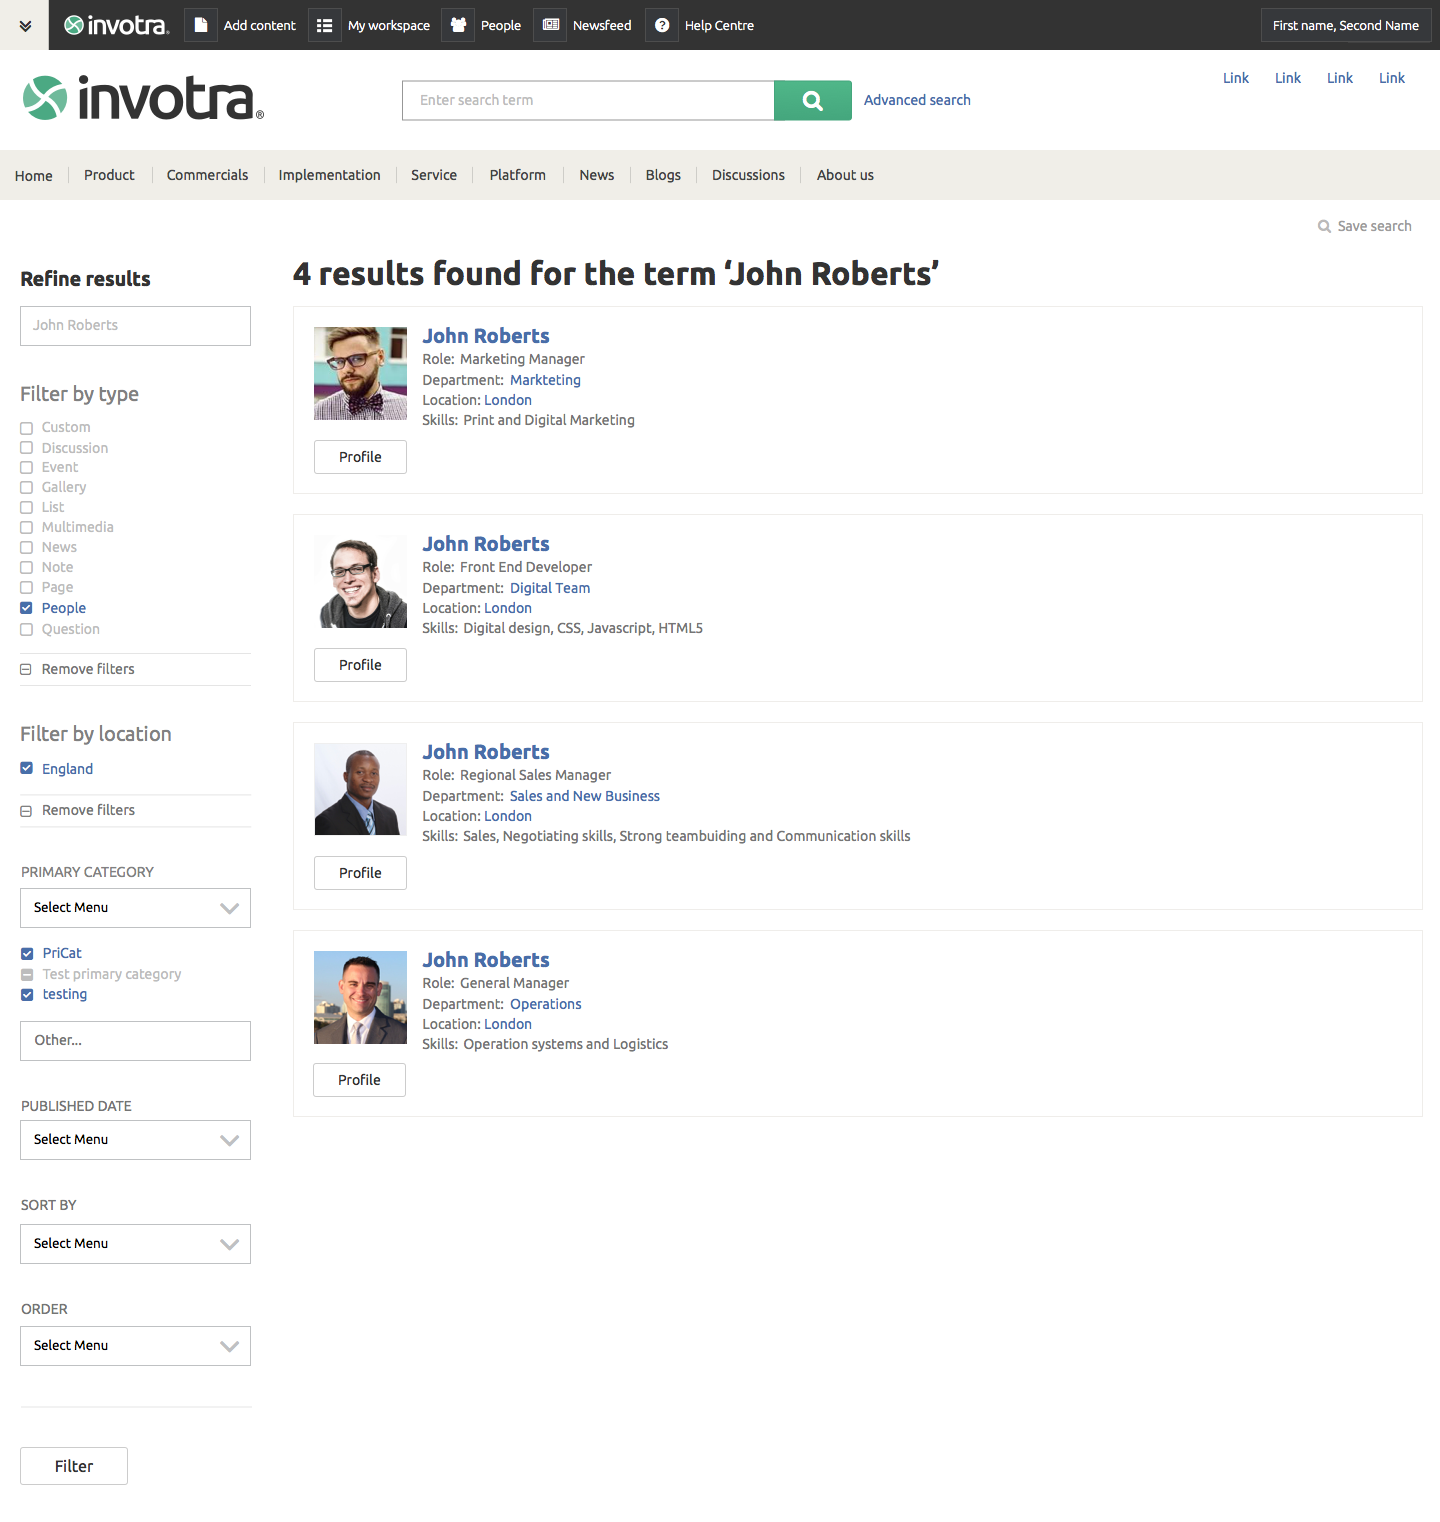 invotra. Add content My workspace People Newsfeed Help Centre First name, Second Name
Link Link Link Link
invotra®
Enter search term Advanced search
Home Product Commercials Implementation Service Platform News Blogs Discussions About us
Save search
Refine results
John Roberts
Filter by type
Custom
Discussion
Event
Gallery
List
Multimedia
News
Note
Page
People
Question
Remove filters
Filter by location
England
Remove filters
PRIMARY CATEGORY
Select Menu
PriCat
Test primary category
testing
Other...
PUBLISHED DATE
Select Menu
SORT BY
Select Menu
ORDER
Select Menu
Filter
4 results found for the term ‘John Roberts’
John Roberts
Role: Marketing Manager
Department: Markteting
Location: London
Skills: Print and Digital Marketing
Profile
John Roberts
Role: Front End Developer
Department: Digital Team
Location: London
Skills: Digital design, CSS, Javascript, HTML5
Profile
John Roberts
Role: Regional Sales Manager
Department: Sales and New Business
Location: London
Skills: Sales, Negotiating skills, Strong teambuiding and Communication skills
Profile
John Roberts
Role: General Manager
Department: Operations
Location: London
Skills: Operation systems and Logistics
Profile